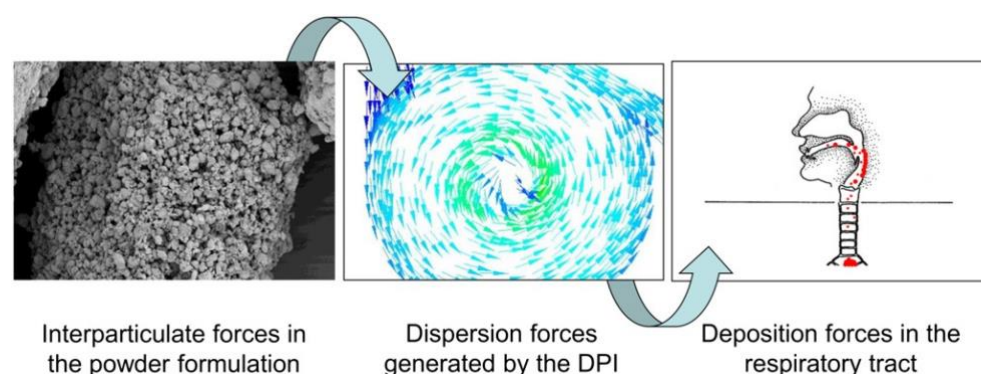 Interparticulate forces in
the powder formulation
Dispersion forces
generated by the DPI
Deposition forces in the
respiratory tract